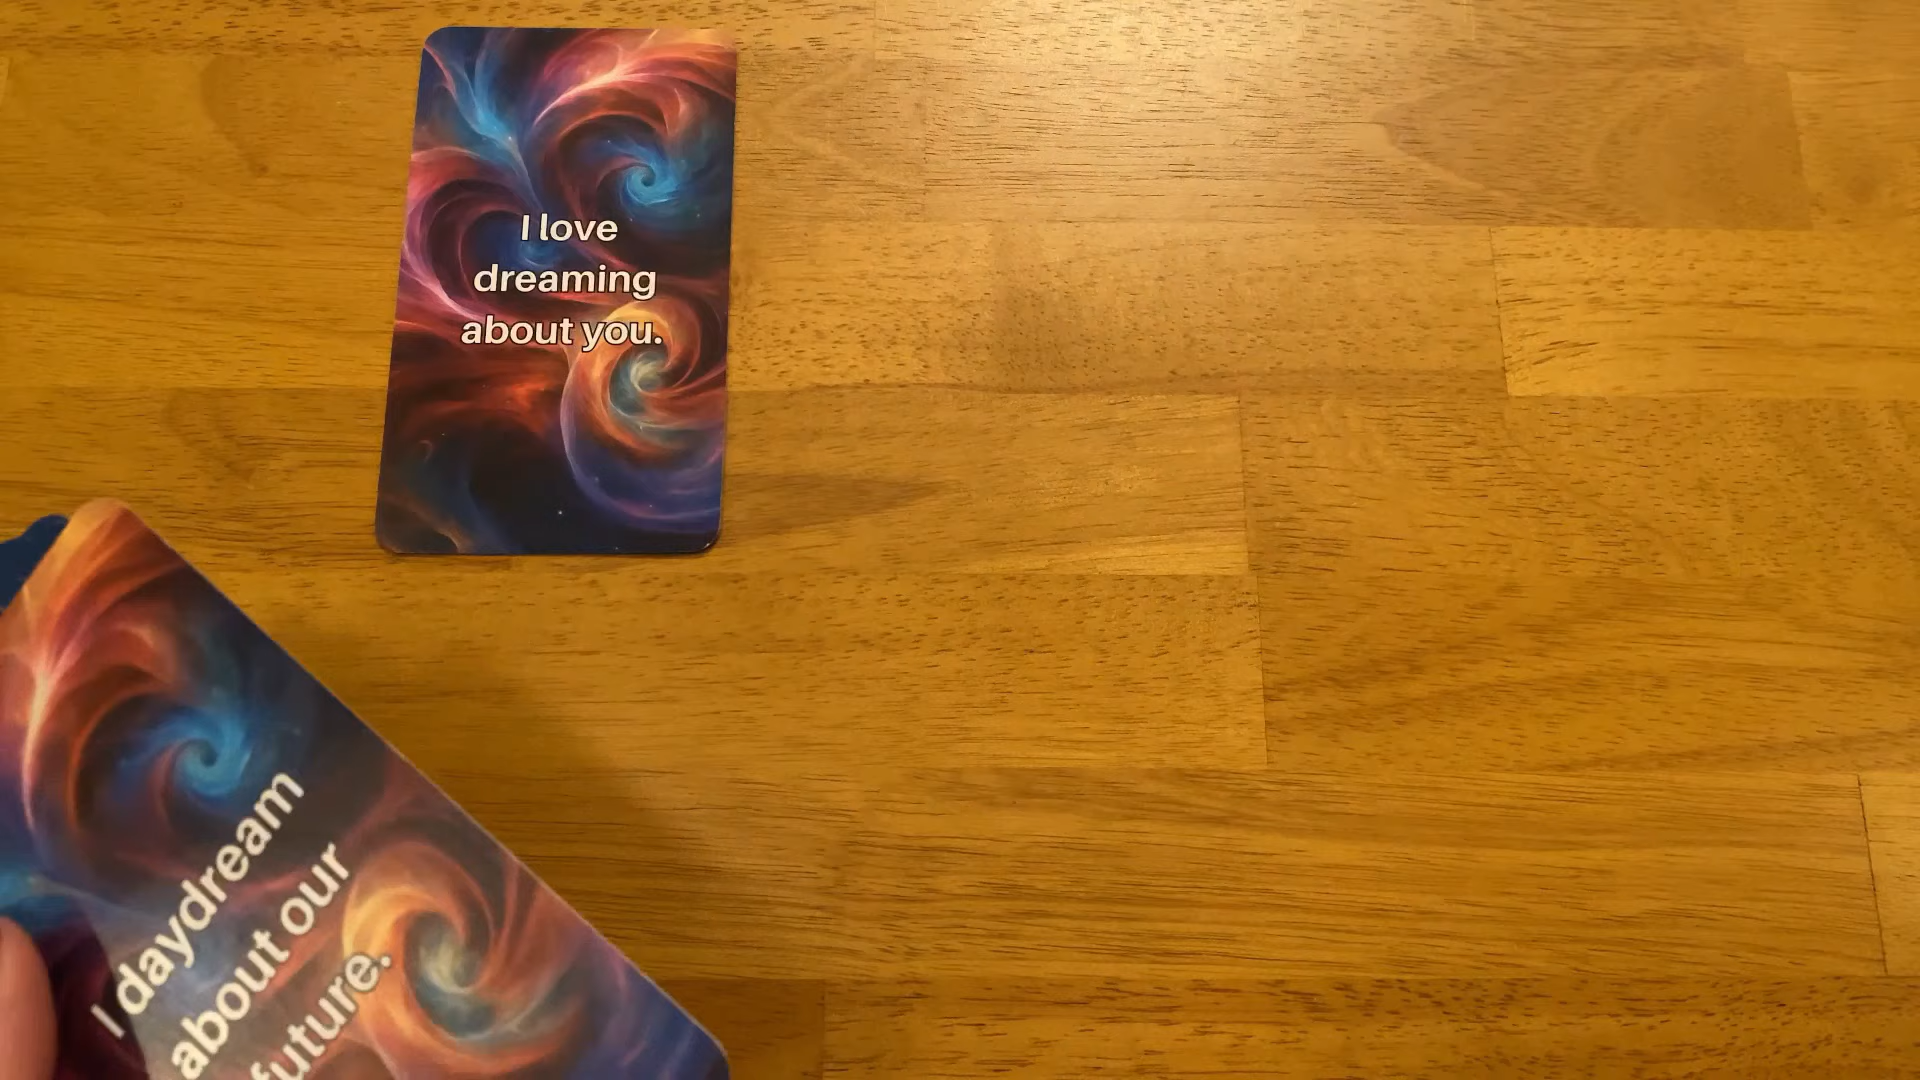 I love
dreaming
about you.
I daydream
about our
future.